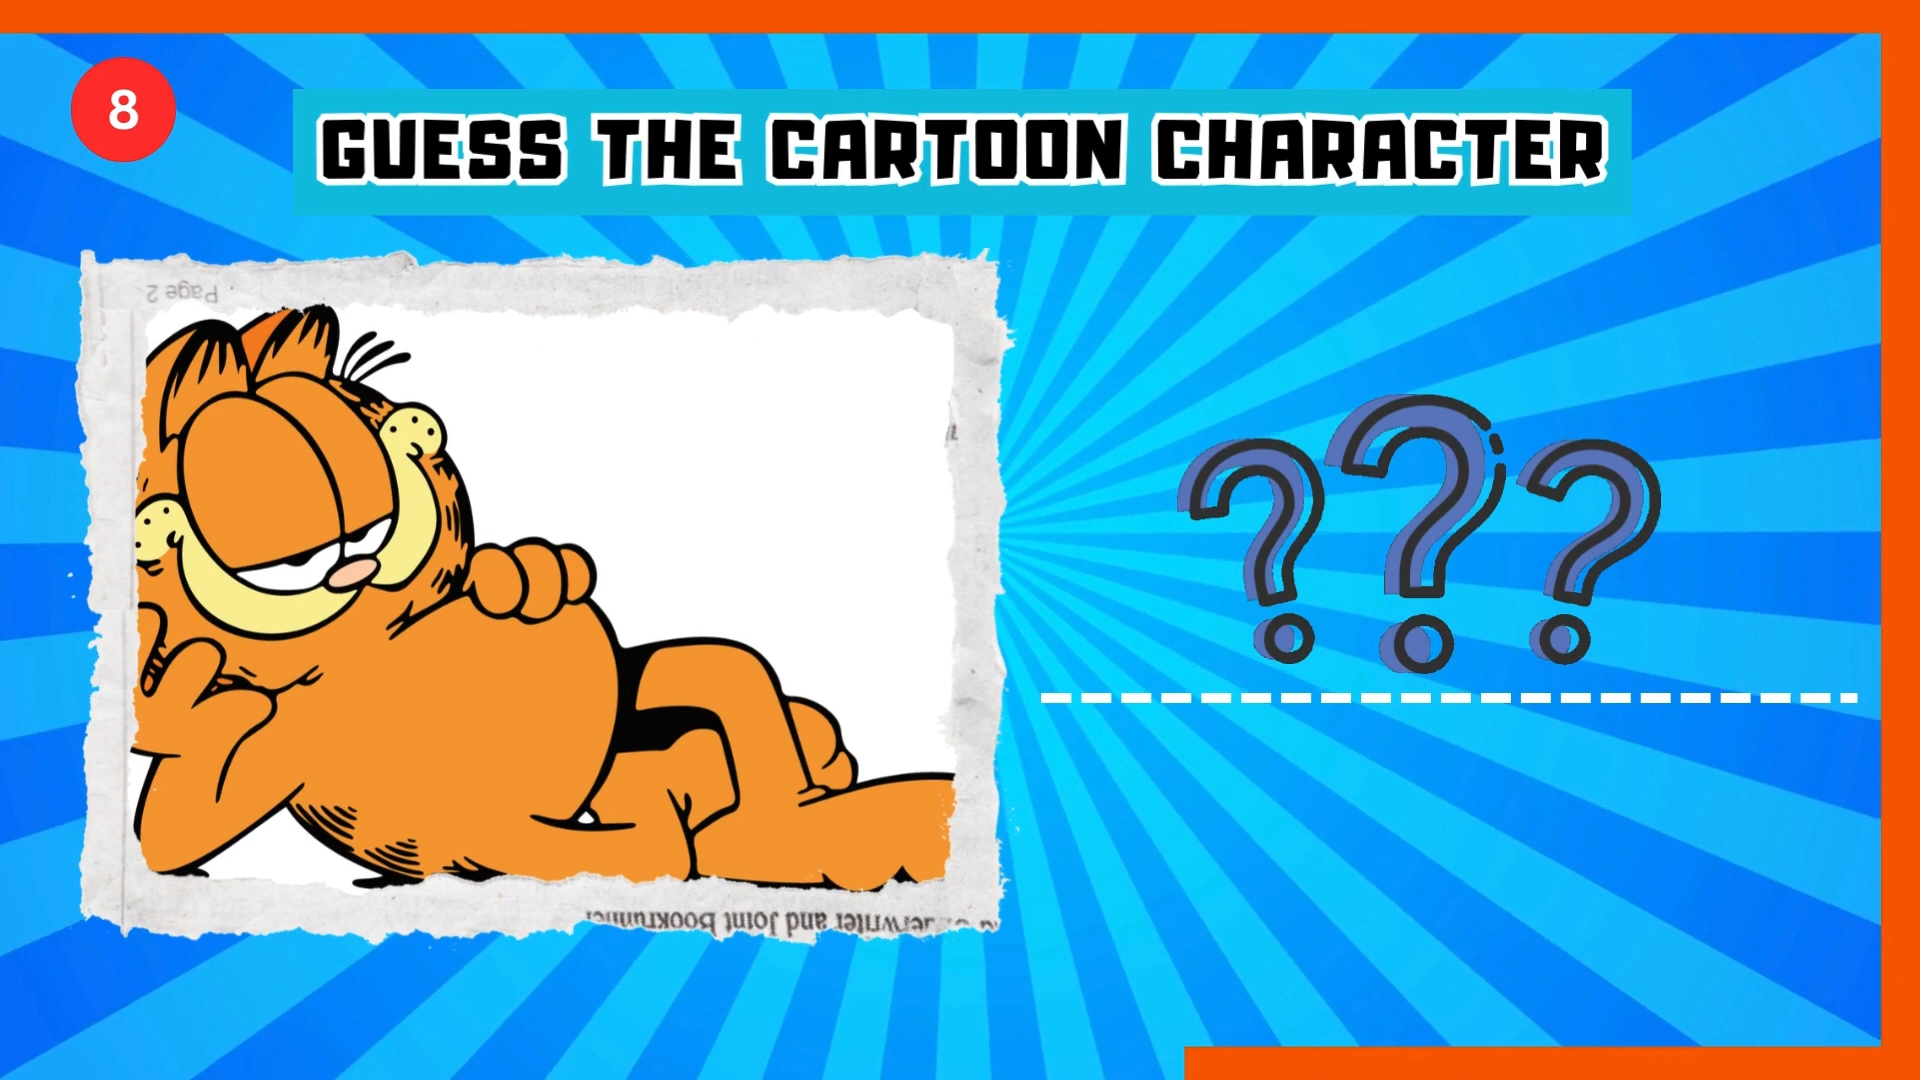 8
GUESS THE CARTOON CHARACTER
Page 2
???
and Joint Bookrunner